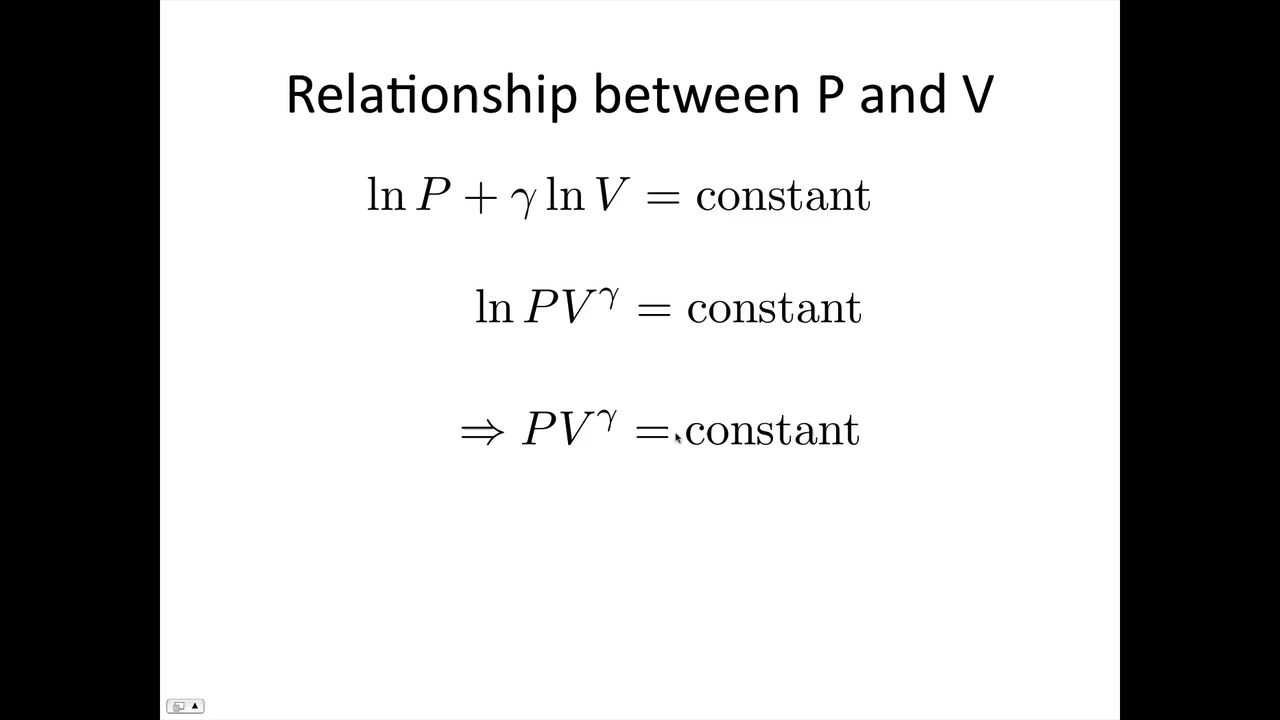 Relationship between P and V
ln P + γ ln V = constant
ln PV^γ = constant
⇒ PV^γ = constant